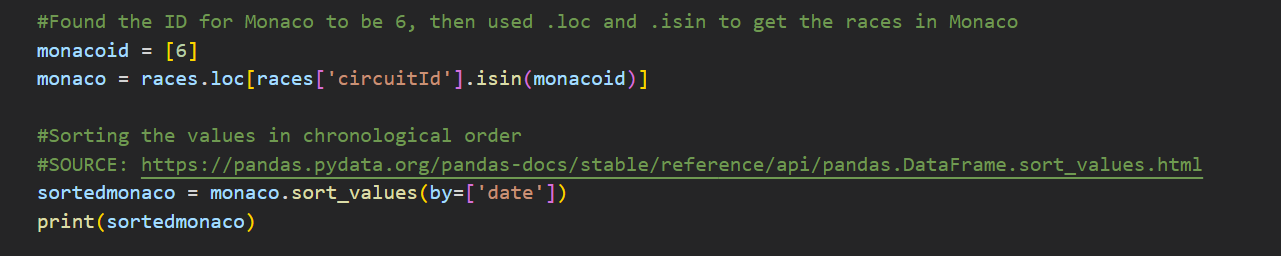 #Found the ID for Monaco to be 6, then used .loc and .isin to get the races in Monaco
monacoid = [6]
monaco = races.loc[races['circuitId'].isin(monacoid)]
#Sorting the values in chronological order
#SOURCE: https://pandas.pydata.org/pandas-docs/stable/reference/api/pandas.DataFrame.sort_values.html
sortedmonaco = monaco.sort_values(by=['date'])
print(sortedmonaco)